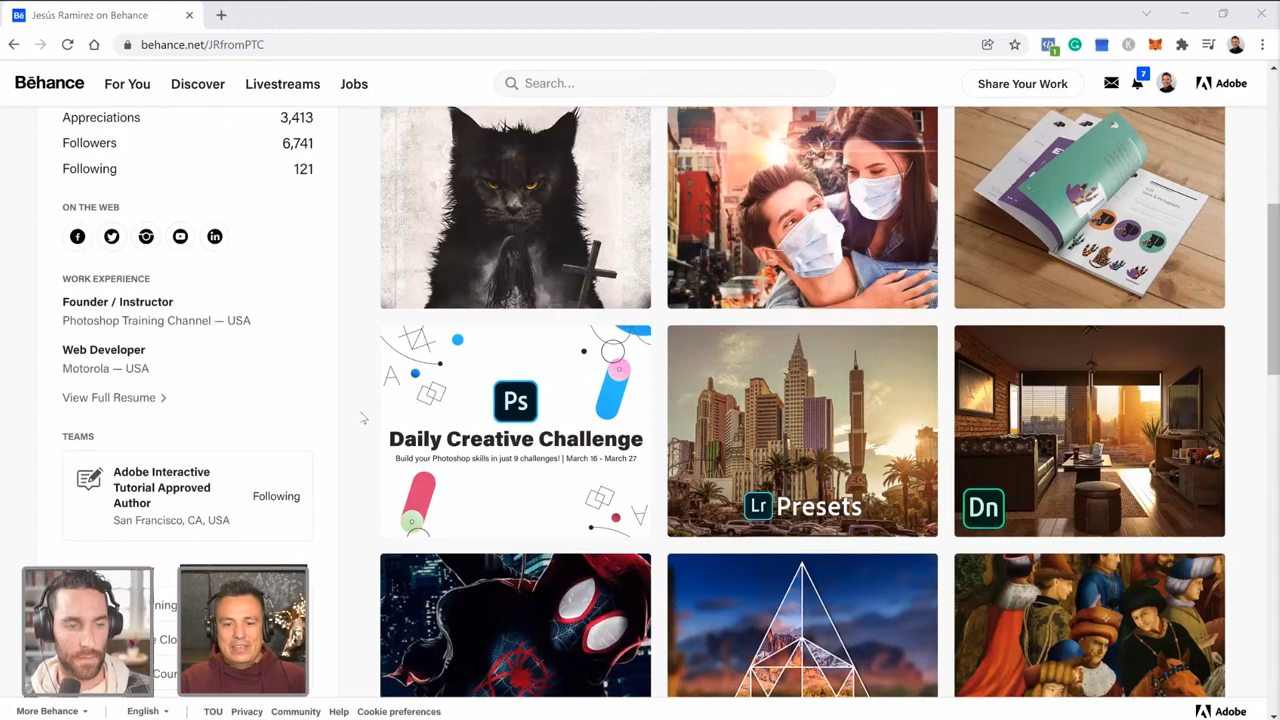 Bē Jesús Ramirez on Behance
behance.net/JRfromPTC
1
Bēhance For You Discover Livestreams Jobs
Search...
Share Your Work
7
Adobe
Appreciations 3,413
Followers 6,741
Following 121
ON THE WEB
WORK EXPERIENCE
Founder / Instructor
Photoshop Training Channel — USA
Web Developer
Motorola — USA
View Full Resume
TEAMS
Adobe Interactive
Tutorial Approved
Author
Following
San Francisco, CA, USA
Ps
Daily Creative Challenge
Build your Photoshop skills in just 9 challenges! | March 16 - March 27
Lr Presets
Dn
More Behance English TOU Privacy Community Help Cookie preferences
Adobe